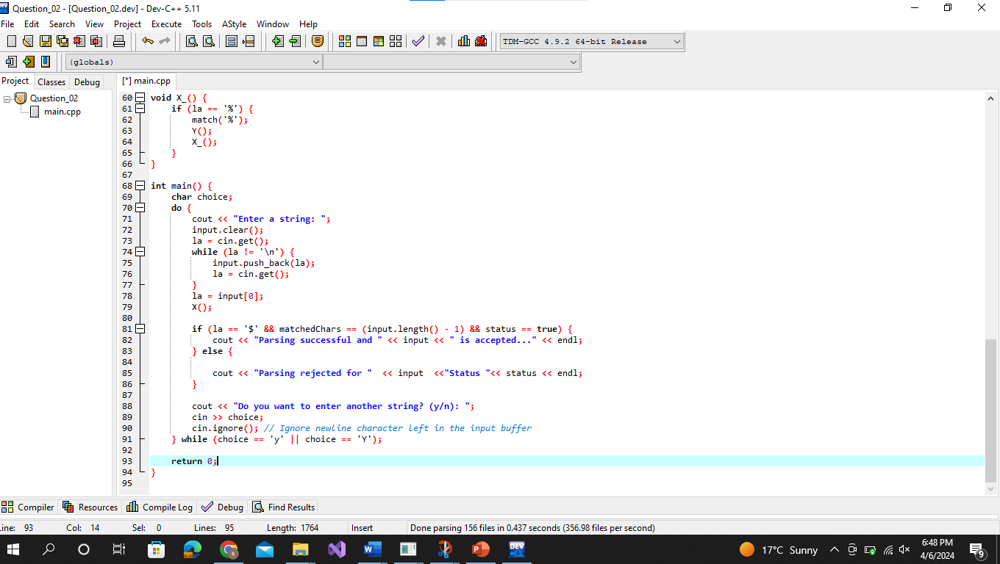 Question_02 - [Question_02.dev] - Dev-C++ 5.11
File Edit Search View Project Execute Tools AStyle Window Help
TDM-GCC 4.9.2 64-bit Release
(globals)
Project Classes Debug
[*] main.cpp
Question_02
main.cpp
60 void X_() {
61 if (la == '%') {
62 match('%');
63 Y();
64 X_();
65 }
66 }
67
68 int main() {
69 char choice;
70 do {
71 cout << "Enter a string: ";
72 input.clear();
73 la = cin.get();
74 while (la != '\n') {
75 input.push_back(la);
76 la = cin.get();
77 }
78 la = input[0];
79 X();
80
81 if (la == '$' && matchedChars == (input.length() - 1) && status == true) {
82 cout << "Parsing successful and " << input << " is accepted..." << endl;
83 } else {
84
85 cout << "Parsing rejected for "  << input  <<"Status "<< status << endl;
86 }
87
88 cout << "Do you want to enter another string? (y/n): ";
89 cin >> choice;
90 cin.ignore(); // Ignore newline character left in the input buffer
91 } while (choice == 'y' || choice == 'Y');
92
93 return 0;
94 }
95
Compiler Resources Compile Log Debug Find Results
Line: 93 Col: 14 Sel: 0 Lines: 95 Length: 1764 Insert Done parsing 156 files in 0.437 seconds (356.98 files per second)
17°C Sunny
6:48 PM
4/6/2024
9
DEV